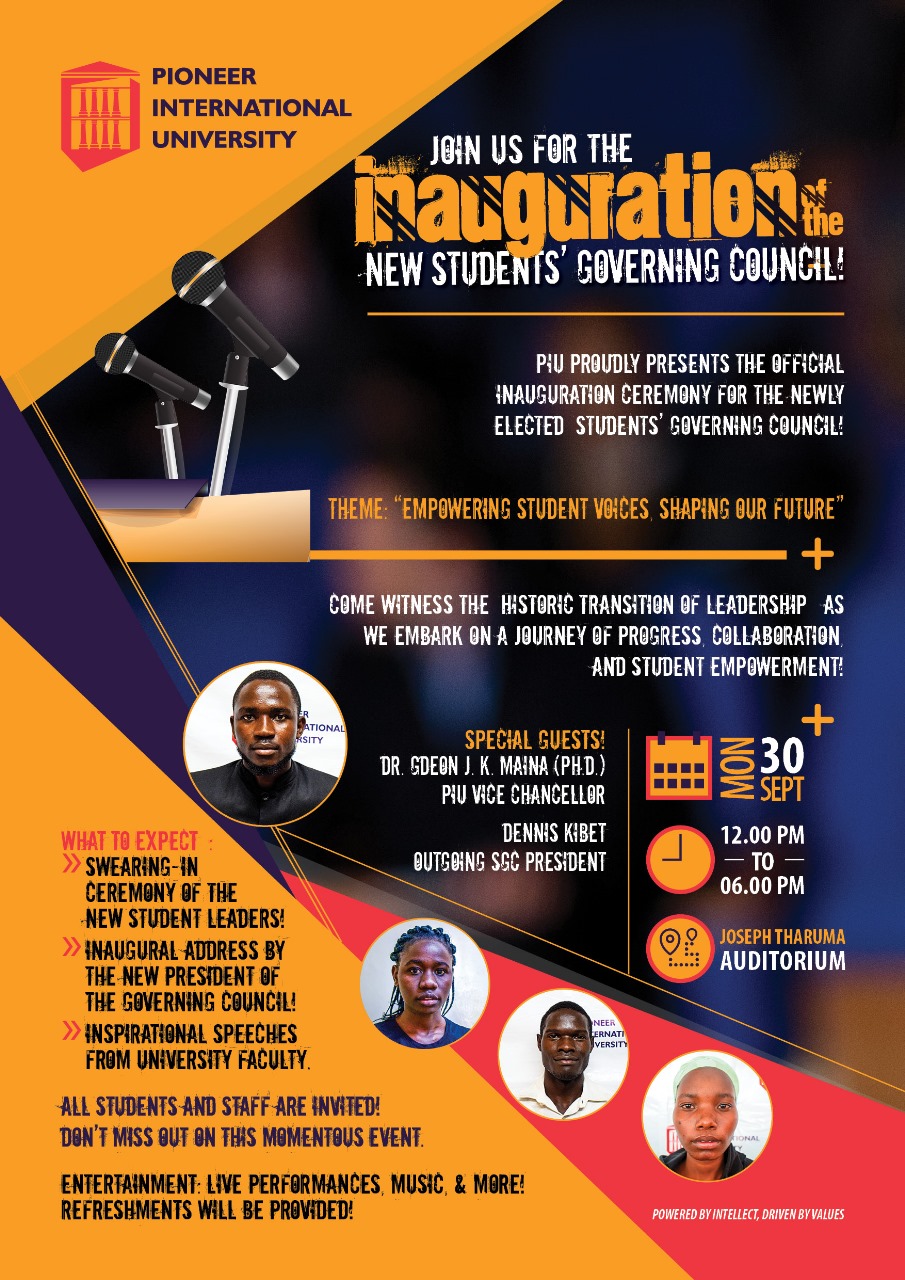 PIONEER
INTERNATIONAL
UNIVERSITY
JOIN US FOR THE
inauguration of the
NEW STUDENTS' GOVERNING COUNCIL!
PIU PROUDLY PRESENTS THE OFFICIAL
INAUGURATION CEREMONY FOR THE NEWLY
ELECTED STUDENTS' GOVERNING COUNCIL!
THEME: "EMPOWERING STUDENT VOICES, SHAPING OUR FUTURE"
COME WITNESS THE HISTORIC TRANSITION OF LEADERSHIP AS
WE EMBARK ON A JOURNEY OF PROGRESS, COLLABORATION,
AND STUDENT EMPOWERMENT!
SPECIAL GUESTS!
DR. GDEON J. K. MAINA (PH.D.)
PIU VICE CHANCELLOR
DENNIS KIBET
OUTGOING SGC PRESIDENT
MON 30
SEPT
12.00 PM
TO
06.00 PM
JOSEPH THARUMA
AUDITORIUM
WHAT TO EXPECT :
» SWEARING-IN
CEREMONY OF THE
NEW STUDENT LEADERS!
» INAUGURAL ADDRESS BY
THE NEW PRESIDENT OF
THE GOVERNING COUNCIL!
» INSPIRATIONAL SPEECHES
FROM UNIVERSITY FACULTY.
ALL STUDENTS AND STAFF ARE INVITED!
DON'T MISS OUT ON THIS MOMENTOUS EVENT.
ENTERTAINMENT: LIVE PERFORMANCES, MUSIC, & MORE!
REFRESHMENTS WILL BE PROVIDED!
POWERED BY INTELLECT, DRIVEN BY VALUES